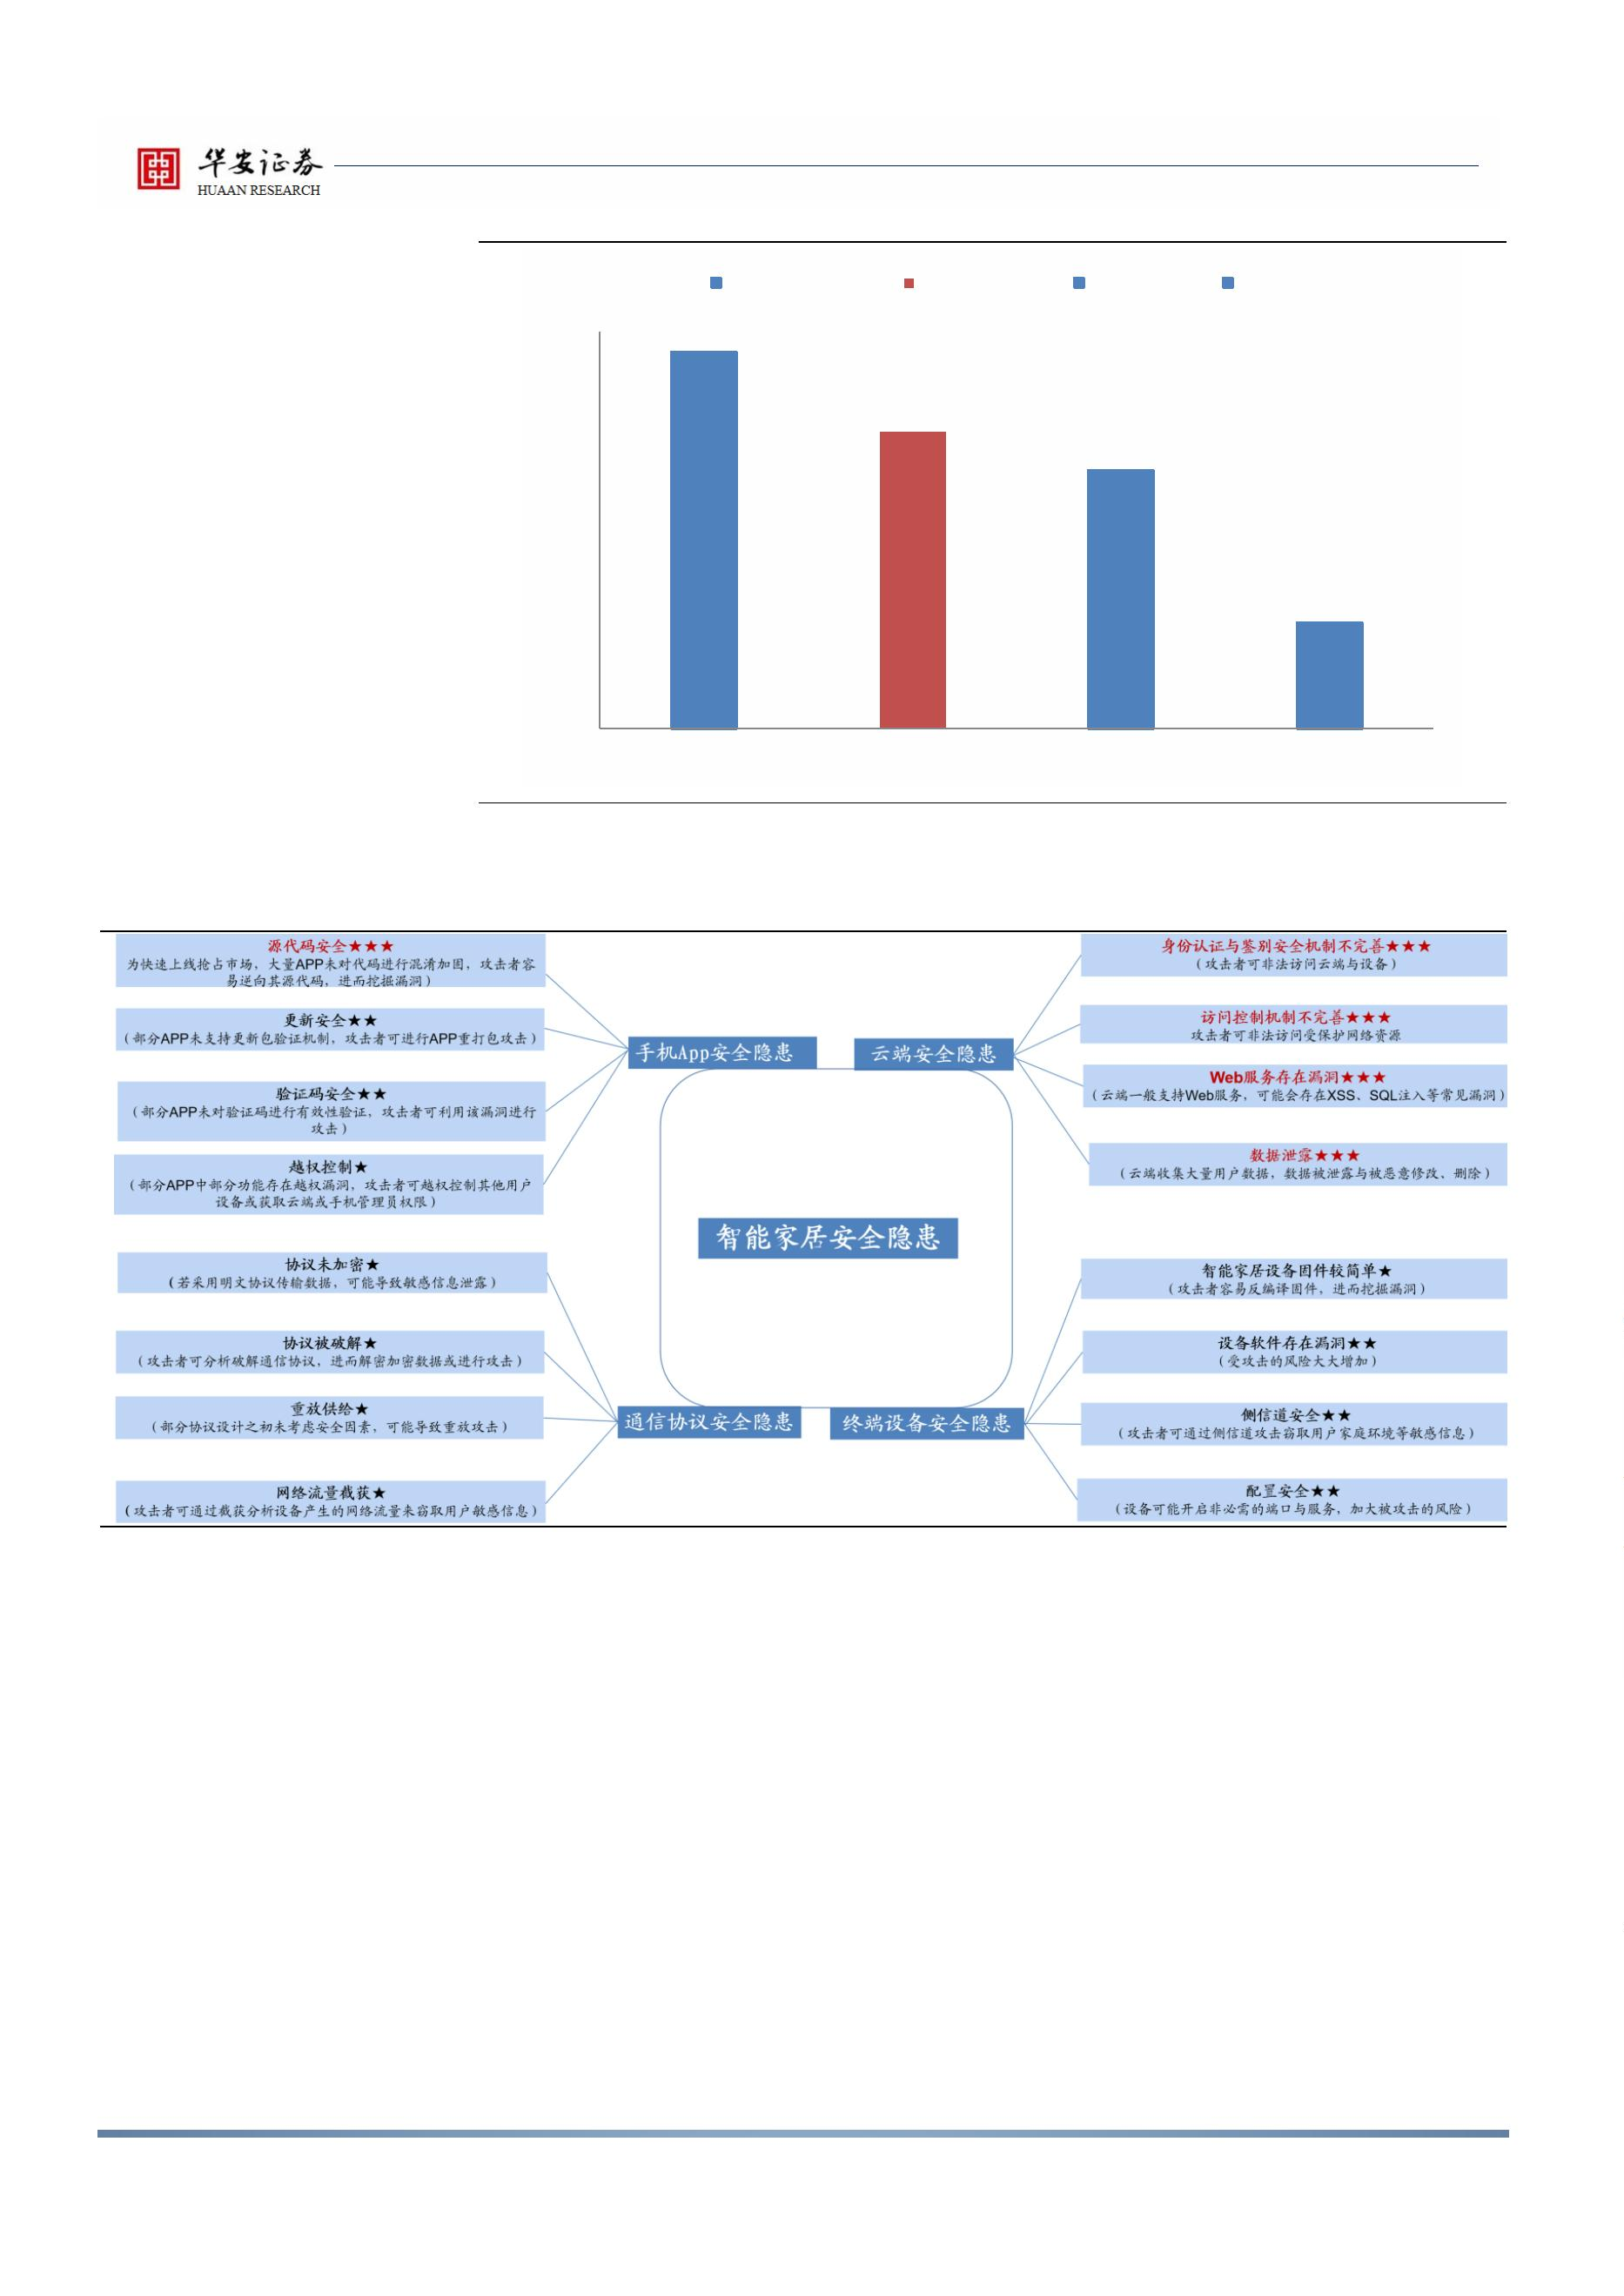 华安证券
HUAAN RESEARCH
源代码安全★★★
为快速上线抢占市场，大量APP未对代码进行混淆加固，攻击者容
易逆向其源代码，进而挖掘漏洞）
更新安全★★
（部分APP未支持更新包验证机制，攻击者可进行APP重打包攻击）
验证码安全★★
（部分APP未对验证码进行有效性验证，攻击者可利用该漏洞进行
攻击）
越权控制★
（部分APP中部分功能存在越权漏洞，攻击者可越权控制其他用户
设备或获取云端或手机管理员权限）
手机App安全隐患
云端安全隐患
身份认证与鉴别安全机制不完善★★★
（攻击者可非法访问云端与设备）
访问控制机制不完善★★★
攻击者可非法访问受保护网络资源
Web服务存在漏洞★★★
（云端一般支持Web服务，可能会存在XSS、SQL注入等常见漏洞）
数据泄露★★★
（云端收集大量用户数据，数据被泄露与被恶意修改、删除）
智能家居安全隐患
协议未加密★
（若采用明文协议传输数据，可能导致敏感信息泄露）
协议被破解★
（攻击者可分析破解通信协议，进而解密加密数据或进行攻击）
重放供给★
（部分协议设计之初未考虑安全因素，可能导致重放攻击）
网络流量截获★
（攻击者可通过截获分析设备产生的网络流量来窃取用户敏感信息）
通信协议安全隐患
终端设备安全隐患
智能家居设备固件较简单★
（攻击者容易反编译固件，进而挖掘漏洞）
设备软件存在漏洞★★
（受攻击的风险大大增加）
侧信道安全★★
（攻击者可通过侧信道攻击窃取用户家庭环境等敏感信息）
配置安全★★
（设备可能开启非必需的端口与服务，加大被攻击的风险）